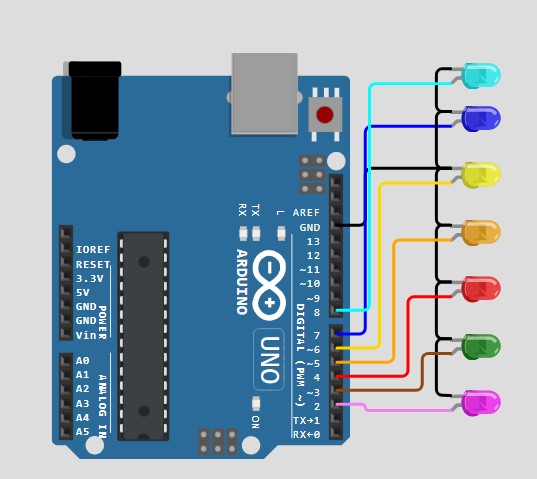 RX
TX
L
AREF
GND
13
12
~11
~10
~9
8
7
~6
~5
4
~3
2
TX→1
RX←0
DIGITAL (PWM ~)
ARDUINO
UNO
ON
IOREF
RESET
3.3V
5V
GND
GND
Vin
POWER
A0
A1
A2
A3
A4
A5
ANALOG IN